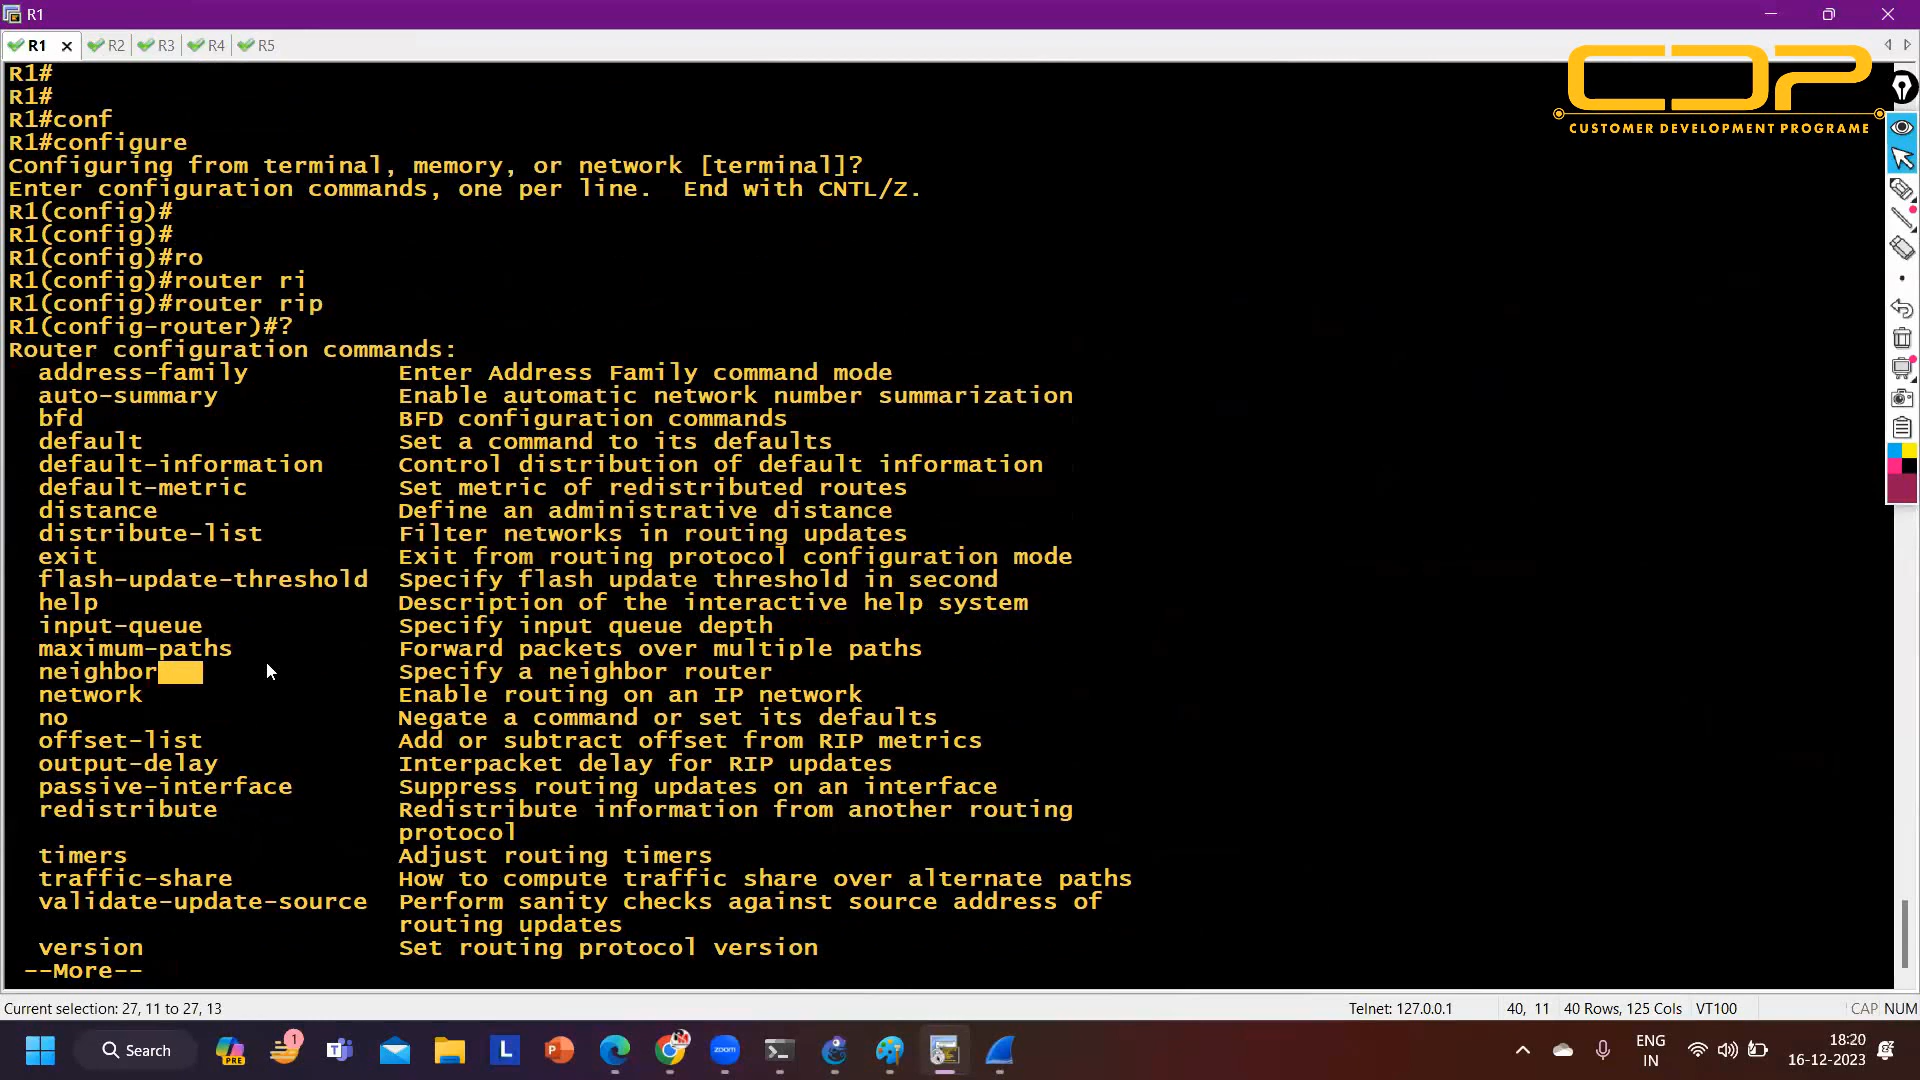 R1
R1 R2 R3 R4 R5
CUSTOMER DEVELOPMENT PROGRAME
R1#
R1#
R1#conf
R1#configure
Configuring from terminal, memory, or network [terminal]?
Enter configuration commands, one per line.  End with CNTL/Z.
R1(config)#
R1(config)#
R1(config)#ro
R1(config)#router ri
R1(config)#router rip
R1(config-router)#?
Router configuration commands:
address-family Enter Address Family command mode
auto-summary Enable automatic network number summarization
bfd BFD configuration commands
default Set a command to its defaults
default-information Control distribution of default information
default-metric Set metric of redistributed routes
distance Define an administrative distance
distribute-list Filter networks in routing updates
exit Exit from routing protocol configuration mode
flash-update-threshold Specify flash update threshold in second
help Description of the interactive help system
input-queue Specify input queue depth
maximum-paths Forward packets over multiple paths
neighbor Specify a neighbor router
network Enable routing on an IP network
no Negate a command or set its defaults
offset-list Add or subtract offset from RIP metrics
output-delay Interpacket delay for RIP updates
passive-interface Suppress routing updates on an interface
redistribute Redistribute information from another routing
protocol
timers Adjust routing timers
traffic-share How to compute traffic share over alternate paths
validate-update-source Perform sanity checks against source address of
routing updates
version Set routing protocol version
--More--
Current selection: 27, 11 to 27, 13 Telnet: 127.0.0.1 40, 11 40 Rows, 125 Cols VT100 CAP NUM
Search PRE 1 L zoom ENG IN 18:20
16-12-2023